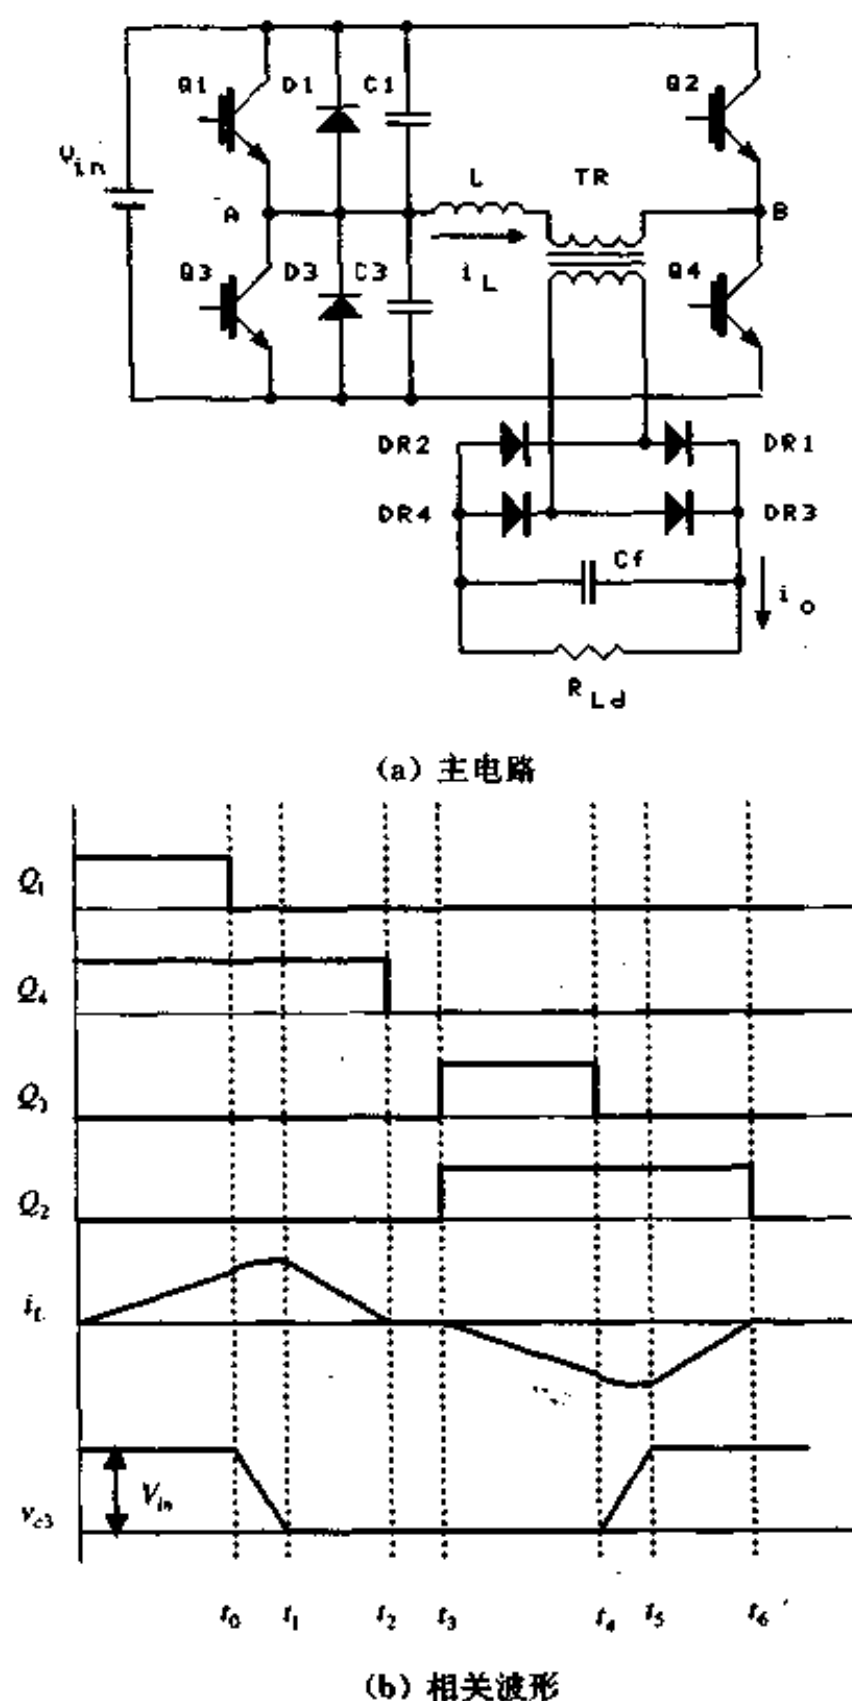 Q1 D1 C1 Q2
Vin
L TR
A B
Q3 D3 C3 iL Q4
DR2 DR1
DR4 DR3
Cf
io
RLd
(a) 主电路
Q1
Q4
Q3
Q2
iL
Vin
vc3
t0 t1 t2 t3 t4 t5 t6
(b) 相关波形